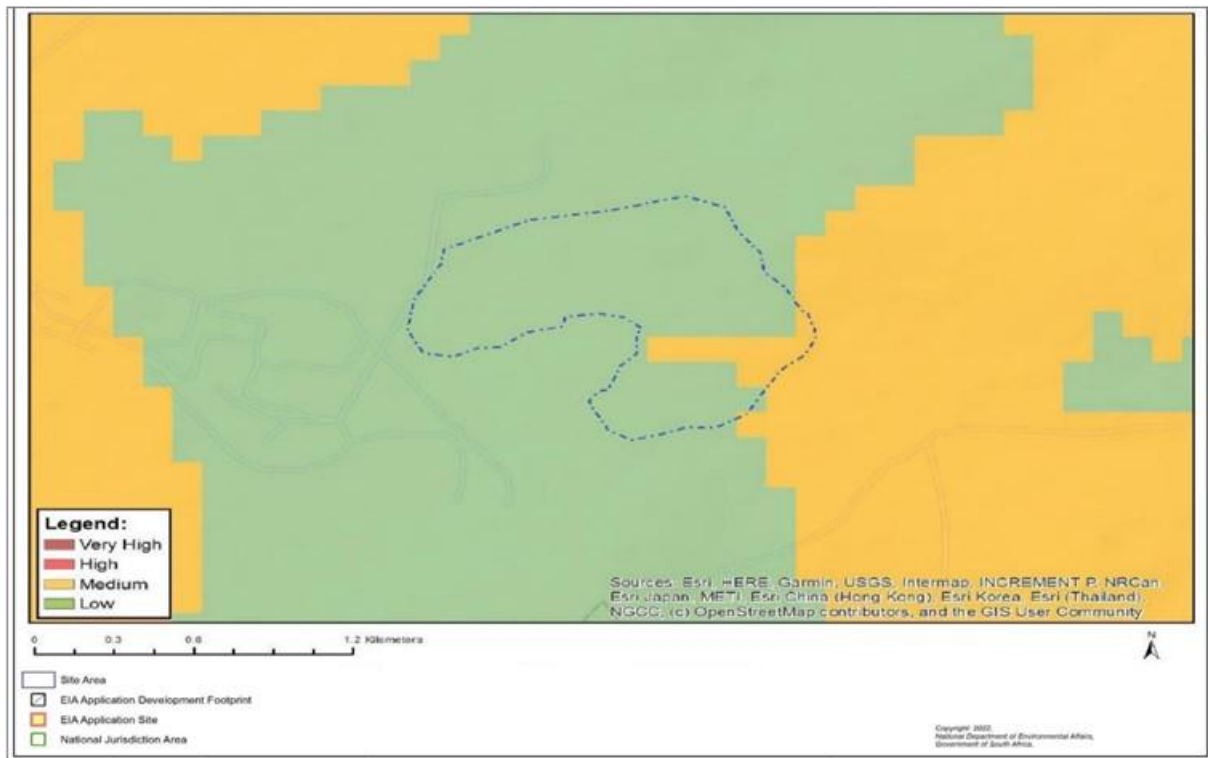 Legend:
Very High
High
Medium
Low
Sources: Esri, HERE, Garmin, USGS, Intermap, INCREMENT P, NRCan,
Esri Japan, METI, Esri China (Hong Kong), Esri Korea, Esri (Thailand),
NGCC, (c) OpenStreetMap contributors, and the GIS User Community
0 0.3 0.6 1.2 Kilometers
N
Site Area
EIA Application Development Footprint
EIA Application Site
National Jurisdiction Area
Copyright: 2022,
National Department of Environmental Affairs,
Government of South Africa.